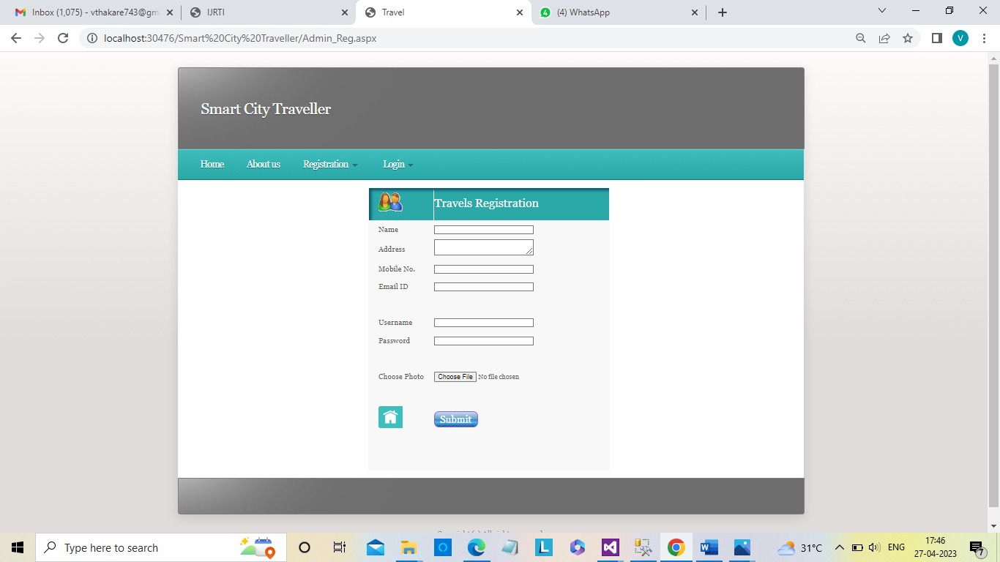 Inbox (1,075) - vthakare743@gm
IJRTI
Travel
(4) WhatsApp
localhost:30476/Smart%20City%20Traveller/Admin_Reg.aspx
V
Smart City Traveller
Home
About us
Registration
Login
Travels Registration
Name
Address
Mobile No.
Email ID
Username
Password
Choose Photo
Choose File No file chosen
Submit
Type here to search
31°C
ENG
17:46
27-04-2023
7